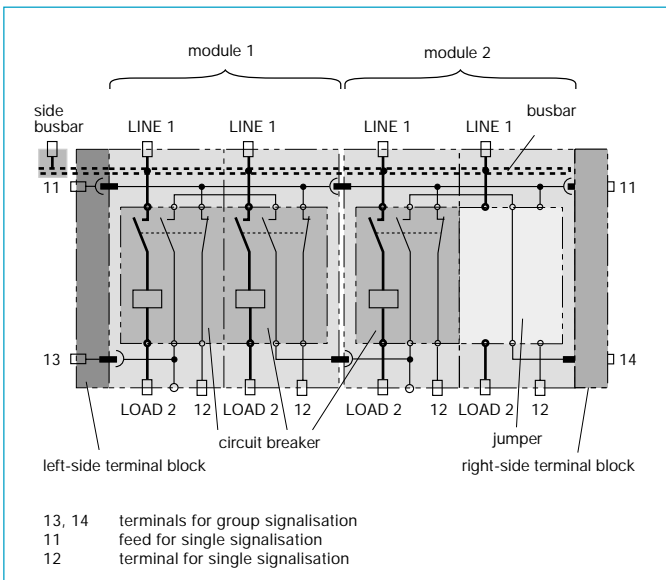 module 1 module 2
side busbar
busbar
LINE 1 LINE 1 LINE 1 LINE 1
11 11
13 14
LOAD 2 12 LOAD 2 12 LOAD 2 12 LOAD 2 12
circuit breaker
jumper
left-side terminal block
right-side terminal block
13, 14 terminals for group signalisation
11 feed for single signalisation
12 terminal for single signalisation